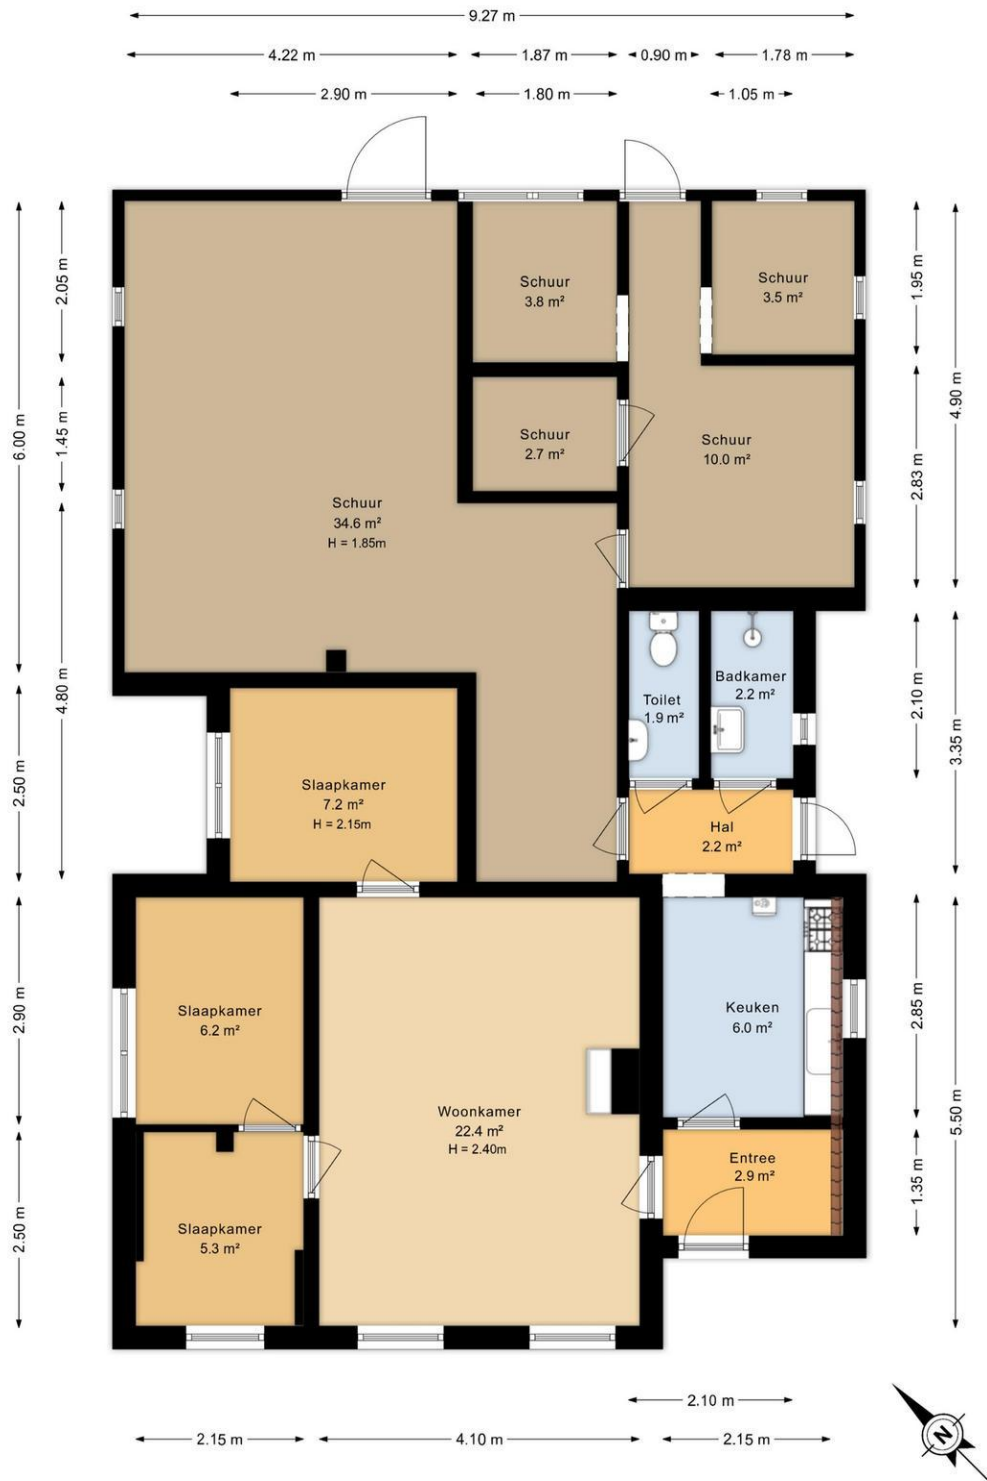 9.27 m
4.22 m
1.87 m
0.90 m
1.78 m
2.90 m
1.80 m
1.05 m
6.00 m
2.05 m
1.45 m
4.80 m
2.50 m
2.90 m
2.50 m
Schuur
3.8 m²
Schuur
3.5 m²
Schuur
2.7 m²
Schuur
10.0 m²
Schuur
34.6 m²
H = 1.85m
Toilet
1.9 m²
Badkamer
2.2 m²
Slaapkamer
7.2 m²
H = 2.15m
Hal
2.2 m²
Slaapkamer
6.2 m²
Keuken
6.0 m²
Woonkamer
22.4 m²
H = 2.40m
Entree
2.9 m²
Slaapkamer
5.3 m²
1.95 m
4.90 m
2.83 m
2.10 m
3.35 m
2.85 m
5.50 m
1.35 m
2.10 m
2.15 m
4.10 m
2.15 m
N